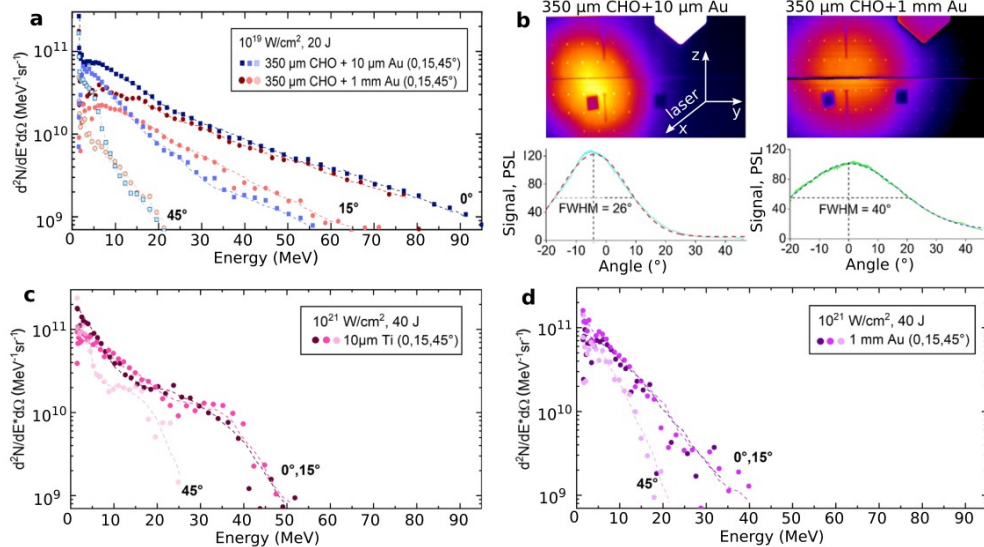 a
d²N/dE*dΩ (MeV⁻¹sr⁻¹)
10¹¹
10¹⁰
10⁹
10¹⁹ W/cm², 20 J
350 µm CHO + 10 µm Au (0,15,45°)
350 µm CHO + 1 mm Au (0,15,45°)
45°
15°
0°
0 10 20 30 40 50 60 70 80 90
Energy (MeV)
b
350 µm CHO+10 µm Au
350 µm CHO+1 mm Au
z
laser
x
y
Signal, PSL
120
80
40
0
FWHM = 26°
-20 -10 0 10 20 30 40
Angle (°)
Signal, PSL
120
80
40
0
FWHM = 40°
-20 -10 0 10 20 30 40
Angle (°)
c
d²N/dE*dΩ (MeV⁻¹sr⁻¹)
10¹¹
10¹⁰
10⁹
10²¹ W/cm², 40 J
10µm Ti (0,15,45°)
45°
0°,15°
0 10 20 30 40 50 60 70 80 90
Energy (MeV)
d
d²N/dE*dΩ (MeV⁻¹sr⁻¹)
10¹¹
10¹⁰
10⁹
10²¹ W/cm², 40 J
1 mm Au (0,15,45°)
45°
0°,15°
0 10 20 30 40 50 60 70 80 90
Energy (MeV)